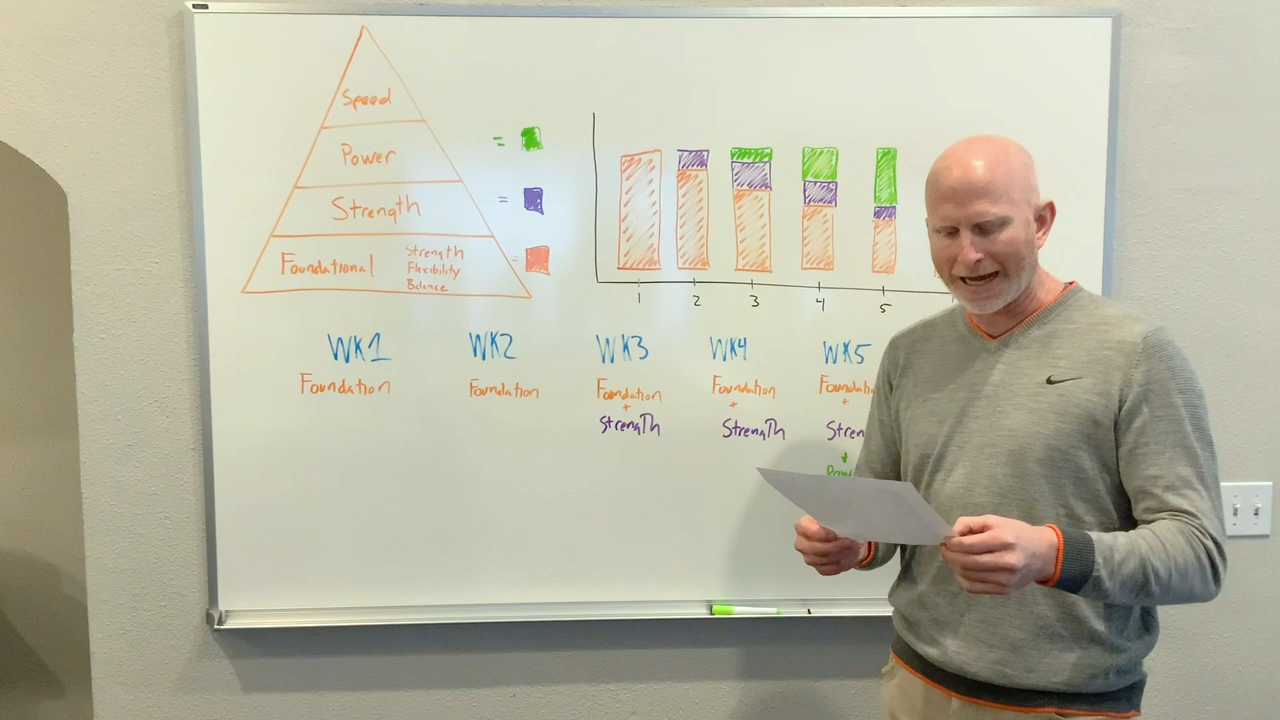 Speed
Power
=
Strength
=
Foundational
Strength
Flexibility
Balance
=
1 2 3 4 5
WK1 WK2 WK3 WK4 WK5
Foundation Foundation Foundation Foundation
+ +
Strength Strength
+